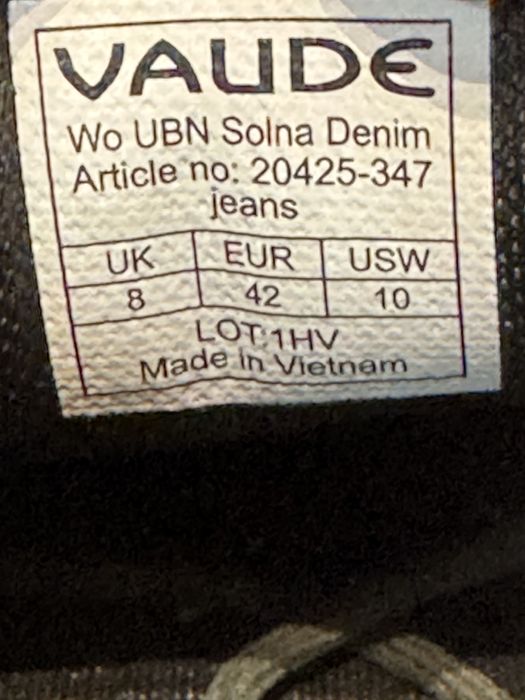 VAUDE
Wo UBN Solna Denim
Article no: 20425-347
jeans
UK EUR USW
8 42 10
LOT:1HV
Made in Vietnam